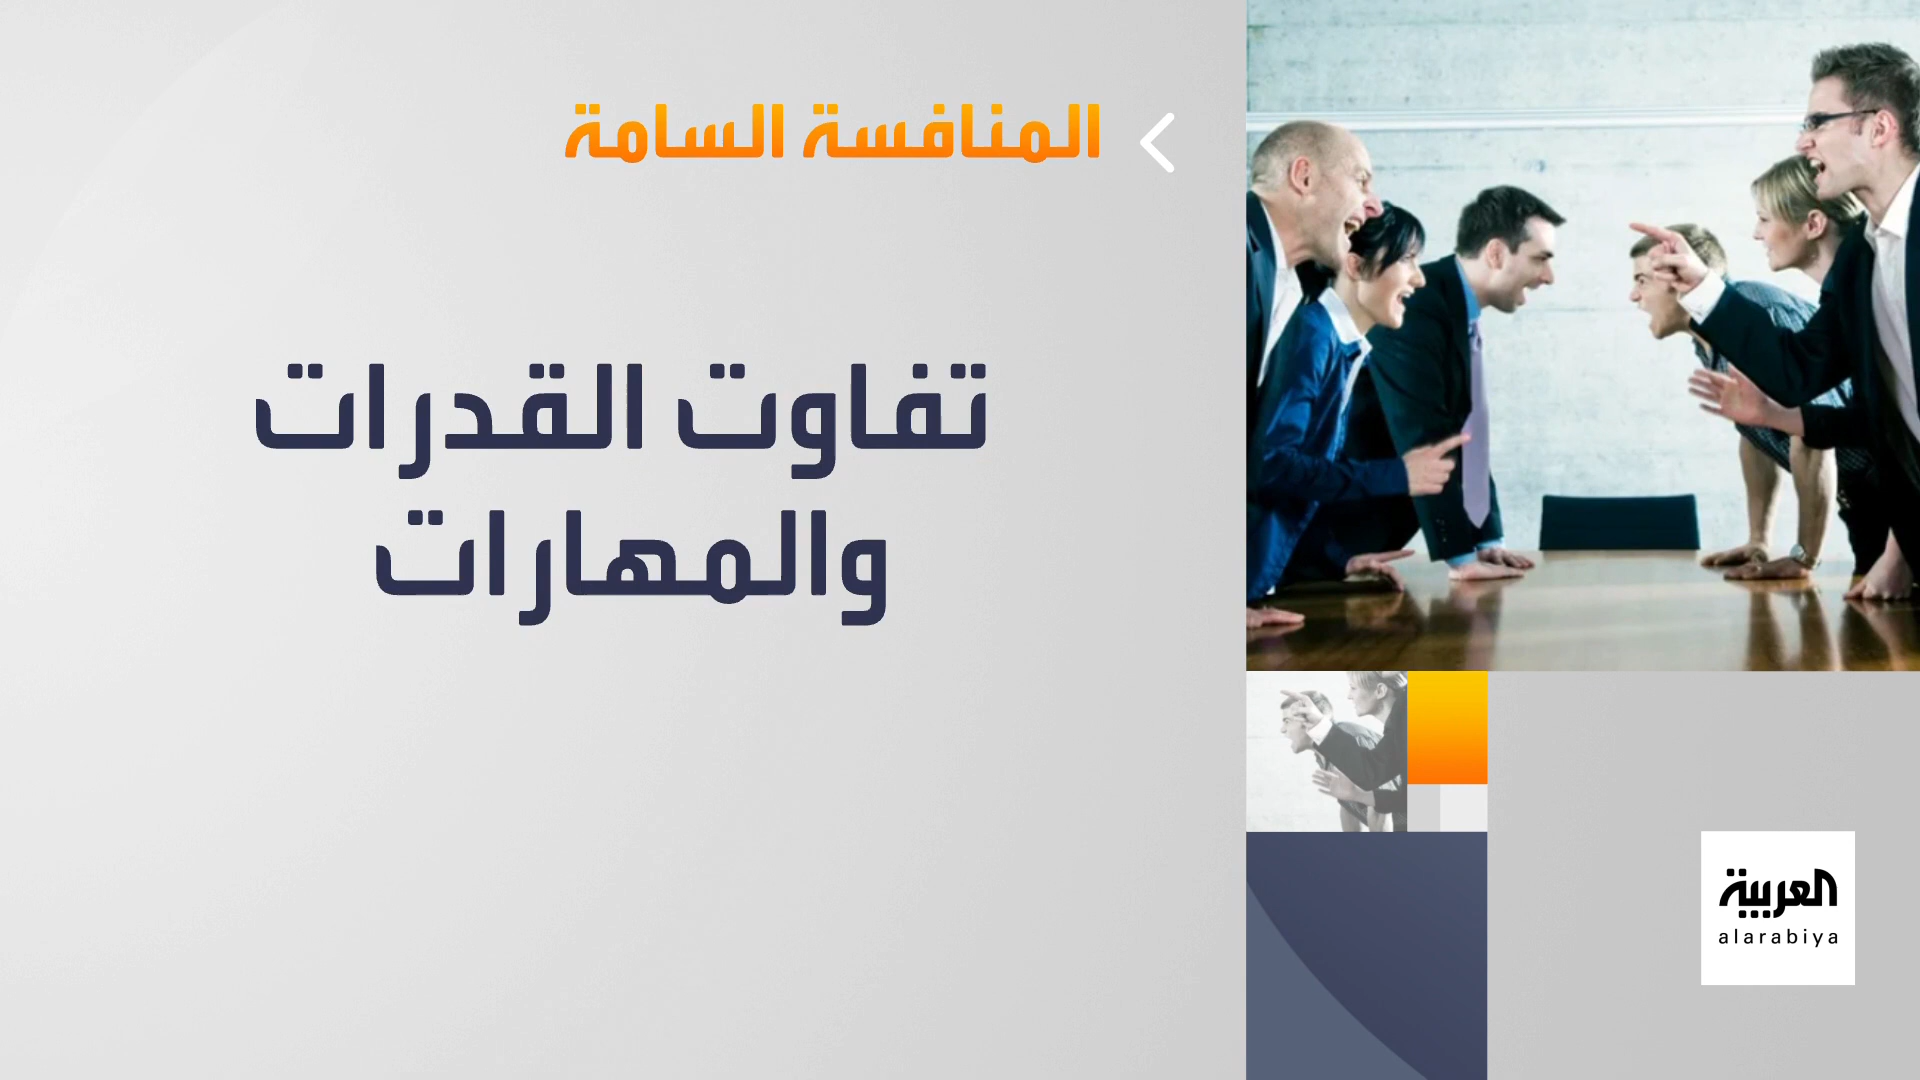 المنافسة السامة
تفاوت القدرات
والمهارات
العربية
alarabiya